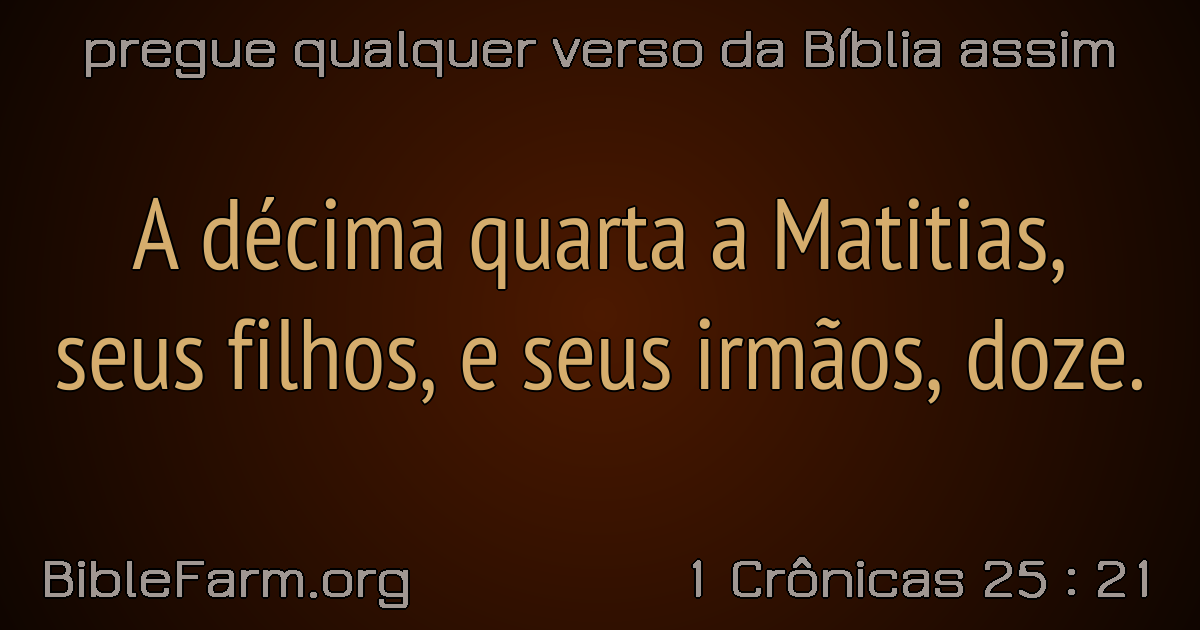 pregue qualquer verso da Bíblia assim
A décima quarta a Matitias,
seus filhos, e seus irmãos, doze.
BibleFarm.org
1 Crônicas 25 : 21